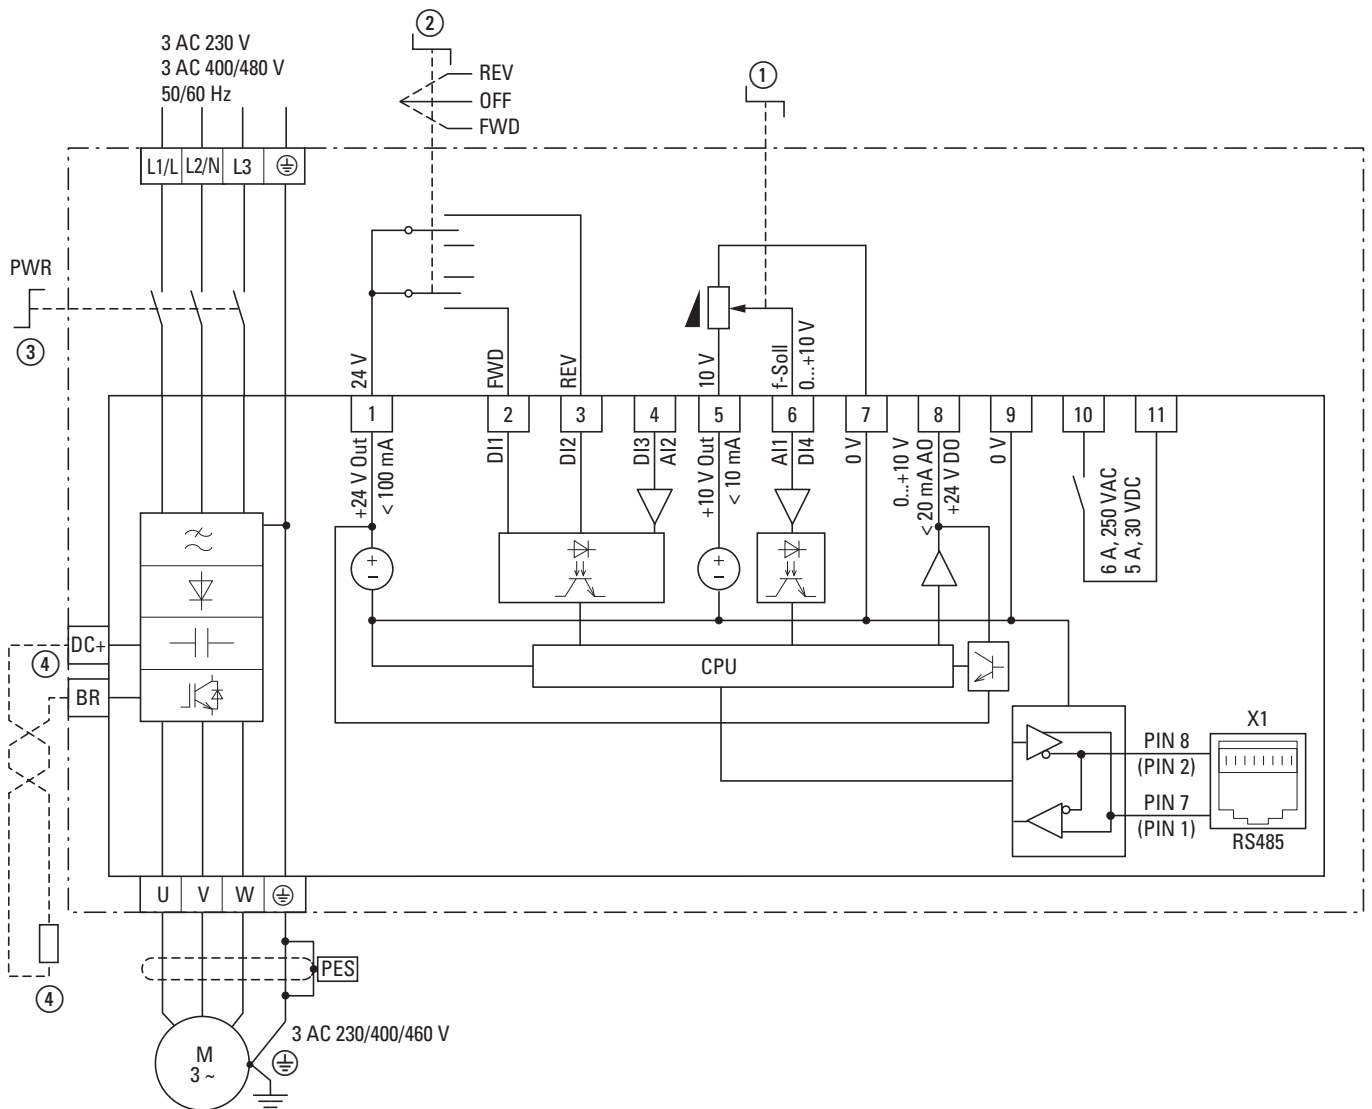 3 AC 230 V
3 AC 400/480 V
50/60 Hz
2
REV
OFF
FWD
1
L1/L L2/N L3
PWR
3
24 V
FWD
REV
10 V
f-Soll
0...+10 V
1 2 3 4 5 6 7 8 9 10 11
+24 V Out
< 100 mA
DI1
DI2
DI3
AI2
+10 V Out
< 10 mA
AI1
DI4
0 V
0...+10 V
< 20 mA AO
+24 V DO
0 V
6 A, 250 VAC
5 A, 30 VDC
+
-
+
-
DC+
4
BR
CPU
X1
PIN 8
(PIN 2)
PIN 7
(PIN 1)
RS485
U V W
PES
4
3 AC 230/400/460 V
M
3 ~